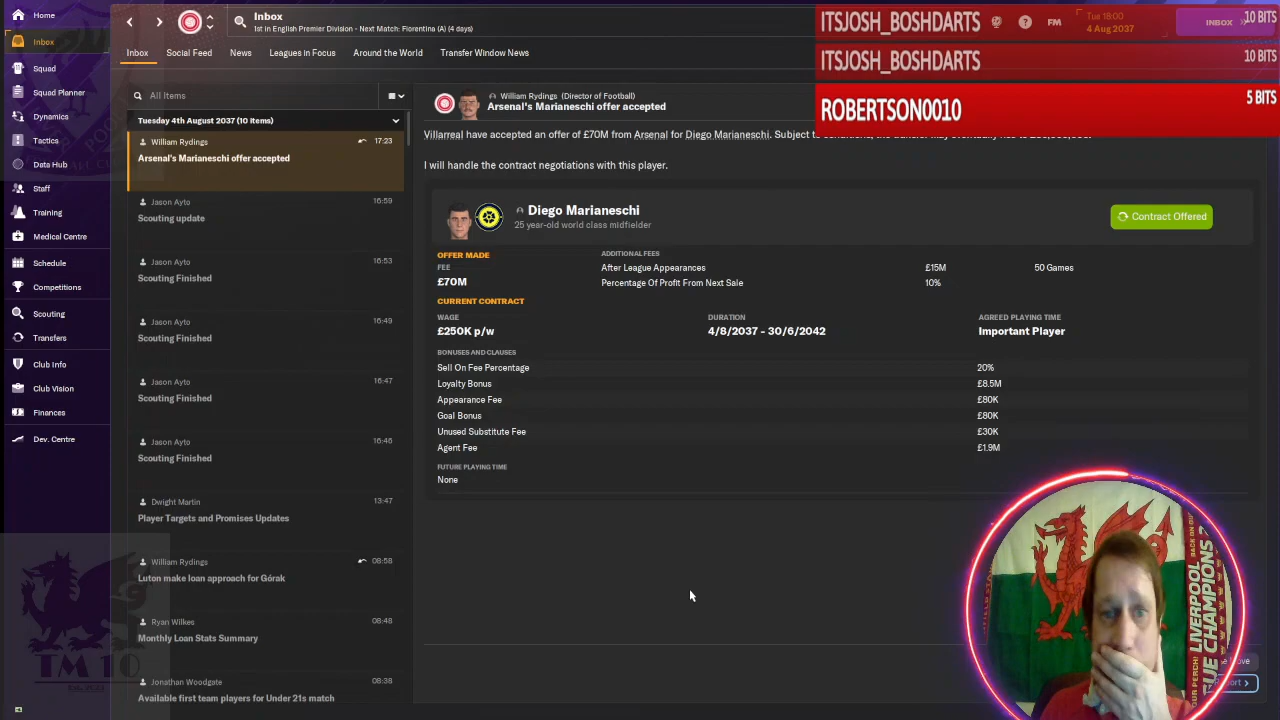 Home
Inbox
Squad
Squad Planner
Dynamics
Tactics
Data Hub
Staff
Training
Medical Centre
Schedule
Competitions
Scouting
Transfers
Club Info
Club Vision
Finances
Dev. Centre
TM 10
Inbox
1st in English Premier Division - Next Match: Fiorentina (A) (4 days)
FM
Tue 18:00
4 Aug 2037
INBOX
ITSJOSH_BOSHDARTS 10 BITS
ITSJOSH_BOSHDARTS 10 BITS
ROBERTSON0010 5 BITS
Inbox Social Feed News Leagues in Focus Around the World Transfer Window News
All Items
Tuesday 4th August 2037 (10 items)
William Rydings 17:23
Arsenal's Marianeschi offer accepted
Jason Ayto 16:59
Scouting update
Jason Ayto 16:53
Scouting Finished
Jason Ayto 16:49
Scouting Finished
Jason Ayto 16:47
Scouting Finished
Jason Ayto 16:46
Scouting Finished
Dwight Martin 13:47
Player Targets and Promises Updates
William Rydings 08:58
Luton make loan approach for Górak
Ryan Wilkes 08:48
Monthly Loan Stats Summary
Jonathan Woodgate 08:38
Available first team players for Under 21s match
William Rydings (Director of Football)
Arsenal's Marianeschi offer accepted
Villarreal have accepted an offer of £70M from Arsenal for Diego Marianeschi. Subject to
I will handle the contract negotiations with this player.
Diego Marianeschi
25 year-old world class midfielder
Contract Offered
OFFER MADE
FEE
£70M
ADDITIONAL FEES
After League Appearances £15M 50 Games
Percentage Of Profit From Next Sale 10%
CURRENT CONTRACT
WAGE DURATION AGREED PLAYING TIME
£250K p/w 4/8/2037 - 30/6/2042 Important Player
BONUSES AND CLAUSES
Sell On Fee Percentage 20%
Loyalty Bonus £8.5M
Appearance Fee £80K
Goal Bonus £80K
Unused Substitute Fee £30K
Agent Fee £1.9M
FUTURE PLAYING TIME
None
LIVERPOOL